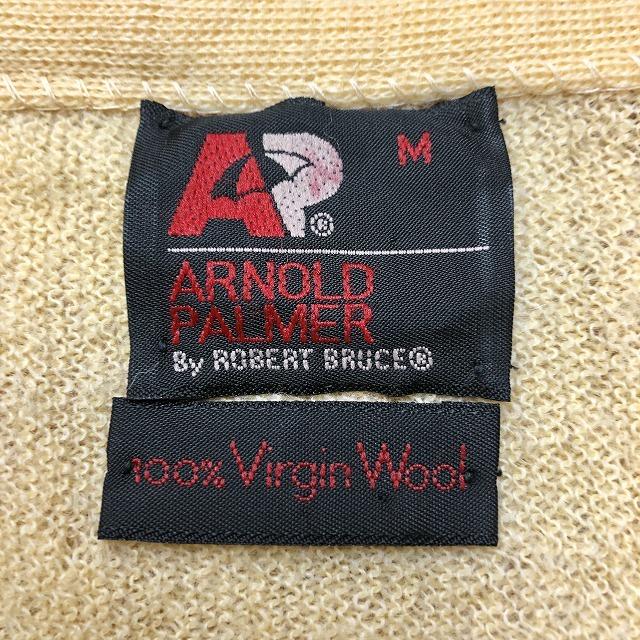 AP® M
ARNOLD
PALMER
By ROBERT BRUCE®
100% Virgin Wool